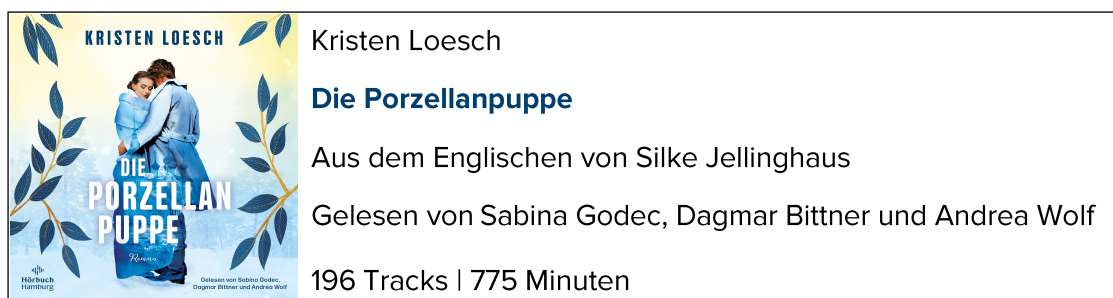 KRISTEN LOESCH
DIE
PORZELLAN
PUPPE
Roman
Hörbuch
Hamburg
Gelesen von Sabina Godec,
Dagmar Bittner und Andrea Wolf
Kristen Loesch
Die Porzellanpuppe
Aus dem Englischen von Silke Jellinghaus
Gelesen von Sabina Godec, Dagmar Bittner und Andrea Wolf
196 Tracks | 775 Minuten